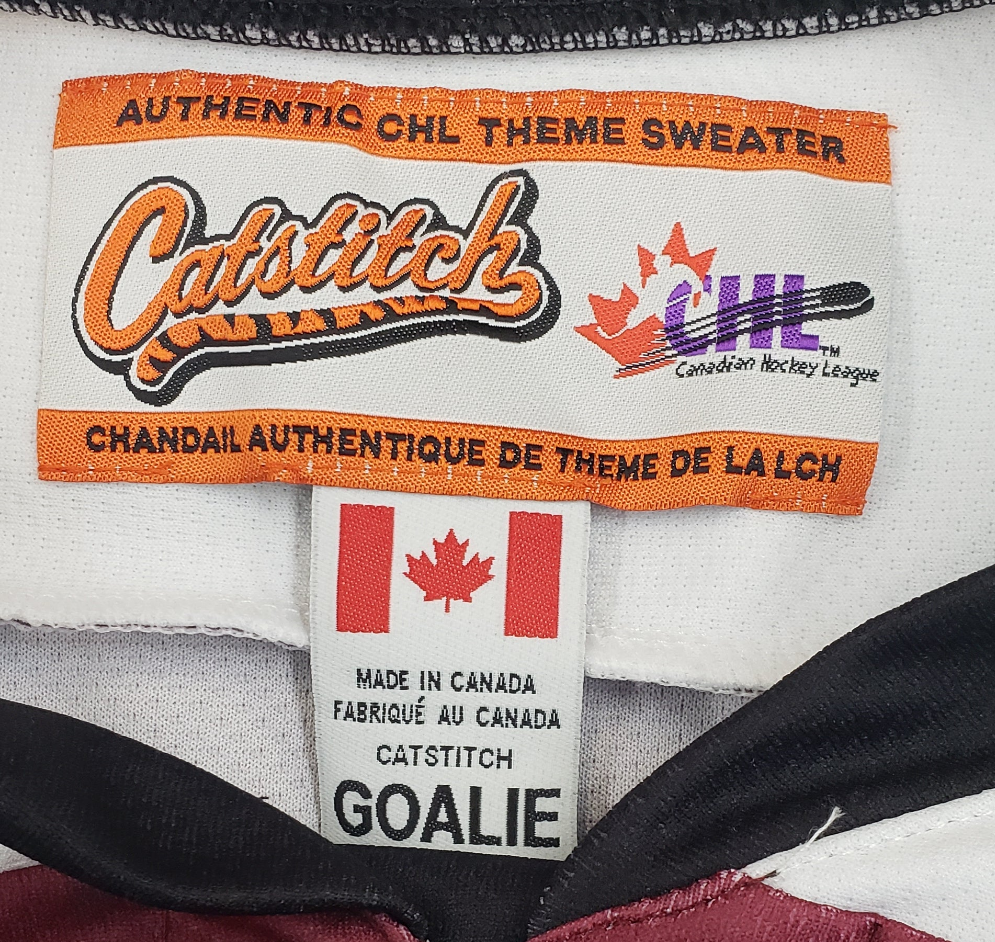 AUTHENTIC CHL THEME SWEATER
Catstitch
CHL™
Canadian Hockey League
CHANDAIL AUTHENTIQUE DE THEME DE LA LCH
MADE IN CANADA
FABRIQUÉ AU CANADA
CATSTITCH
GOALIE